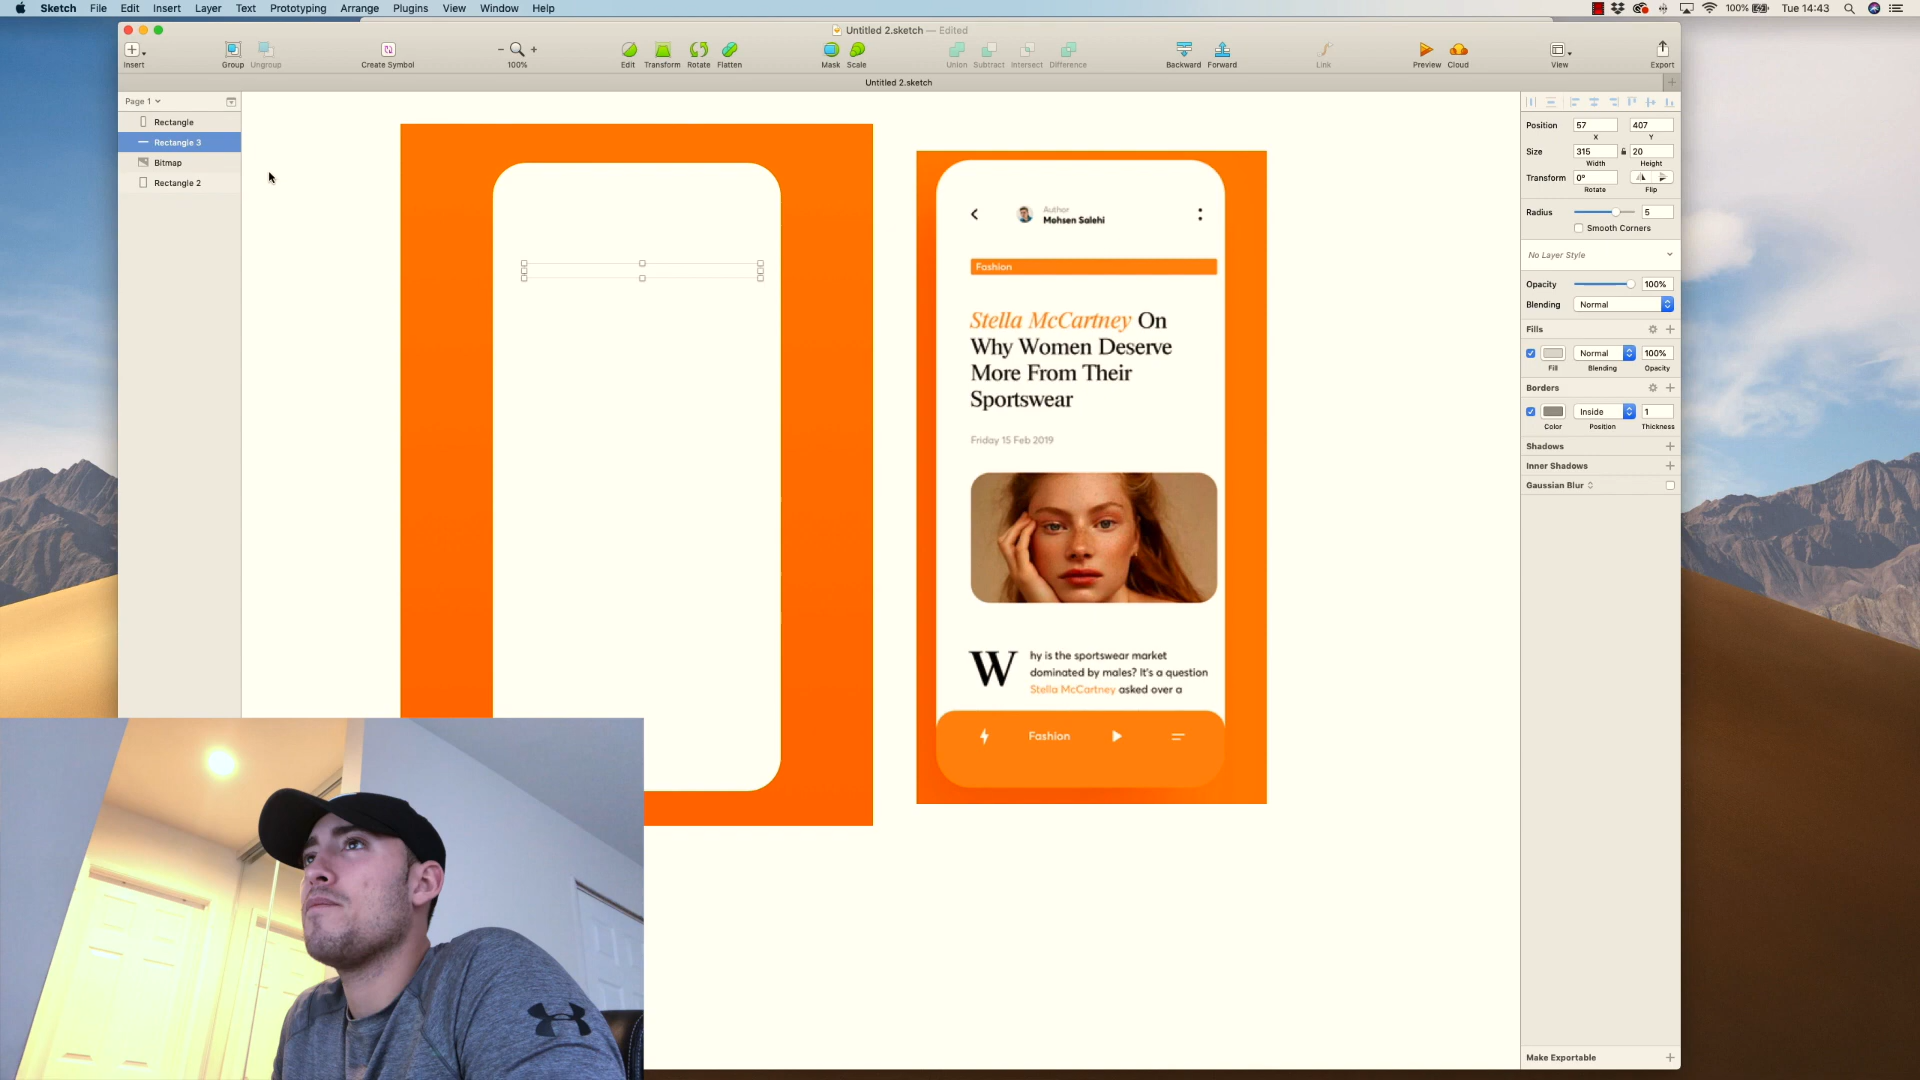 Sketch File Edit Insert Layer Text Prototyping Arrange Plugins View Window Help
100% Tue 14:43
Untitled 2.sketch — Edited
Insert Group Ungroup Create Symbol 100% Edit Transform Rotate Flatten Mask Scale Union Subtract Intersect Difference Backward Forward Link Preview Cloud View Export
Untitled 2.sketch
Page 1
Rectangle
Rectangle 3
Bitmap
Rectangle 2
Author
Mohsen Salehi
Fashion
Stella McCartney On
Why Women Deserve
More From Their
Sportswear
Friday 15 Feb 2019
W hy is the sportswear market
dominated by males? It's a question
Stella McCartney asked over a
Fashion
Position 57 407
X Y
Size 315 20
Width Height
Transform 0°
Rotate Flip
Radius 5
Smooth Corners
No Layer Style
Opacity 100%
Blending Normal
Fills
Normal 100%
Fill Blending Opacity
Borders
Inside 1
Color Position Thickness
Shadows
Inner Shadows
Gaussian Blur
Make Exportable